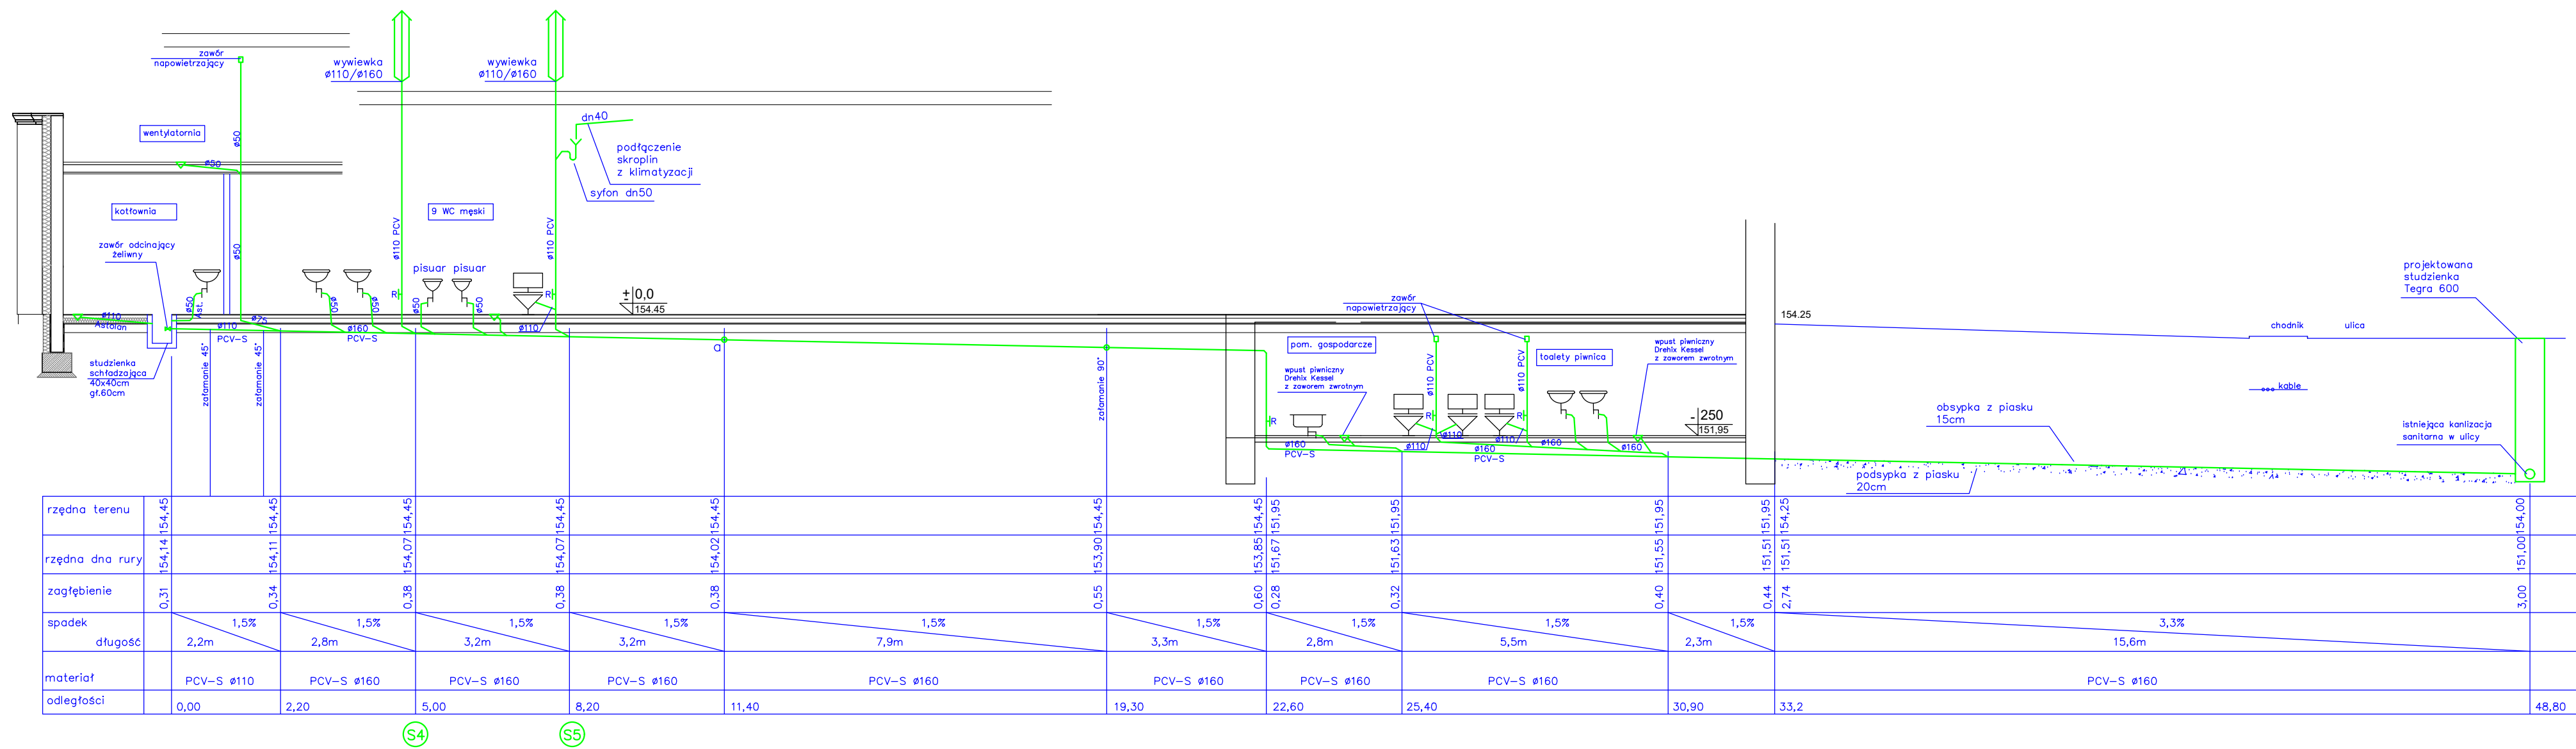 zawór
napowietrzający
wywiewka
ø110/ø160
wywiewka
ø110/ø160
dn40
podłączenie
skroplin
z klimatyzacji
syfon dn50
wentylatornia
ø50
ø50
kotłownia
ø50
9 WC męski
ø110 PCV
ø110 PCV
zawór odcinający
żeliwny
pisuar pisuar
R
R
±0,0
154.45
ø110
Astolan
ø50
Ast.
ø110
PCV-S
ø75
ø50
ø50
ø160
PCV-S
ø50
ø50
ø110
a
studzienka
schładzająca
40x40cm
gł.60cm
załamanie 45°
załamanie 45°
załamanie 90°
zawór
napowietrzający
pom. gospodarcze
wpust piwniczny
Drehix Kessel
z zaworem zwrotnym
ø110 PCV
ø110 PCV
toalety piwnica
wpust piwniczny
Drehix Kessel
z zaworem zwrotnym
R
R
R
-250
151,95
ø160
PCV-S
ø110
ø110
ø160
PCV-S
ø110
ø160
ø160
154.25
chodnik
ulica
kable
projektowana
studzienka
Tegra 600
obsypka z piasku
15cm
podsypka z piasku
20cm
istniejąca kanlizacja
sanitarna w ulicy
rzędna terenu 154,45 154,45 154,45 154,45 154,45 154,45 154,45 151,95 151,95 151,95 151,95 154,25 154,00
rzędna dna rury 154,14 154,11 154,07 154,07 154,02 153,90 153,85 151,67 151,63 151,55 151,51 151,51 151,00
zagłębienie 0,31 0,34 0,38 0,38 0,38 0,55 0,60 0,28 0,32 0,40 0,44 2,74 3,00
spadek 1,5% 1,5% 1,5% 1,5% 1,5% 1,5% 1,5% 1,5% 1,5% 3,3%
długość 2,2m 2,8m 3,2m 3,2m 7,9m 3,3m 2,8m 5,5m 2,3m 15,6m
materiał PCV-S ø110 PCV-S ø160 PCV-S ø160 PCV-S ø160 PCV-S ø160 PCV-S ø160 PCV-S ø160 PCV-S ø160 PCV-S ø160
odległości 0,00 2,20 5,00 8,20 11,40 19,30 22,60 25,40 30,90 33,2 48,80
S4 S5